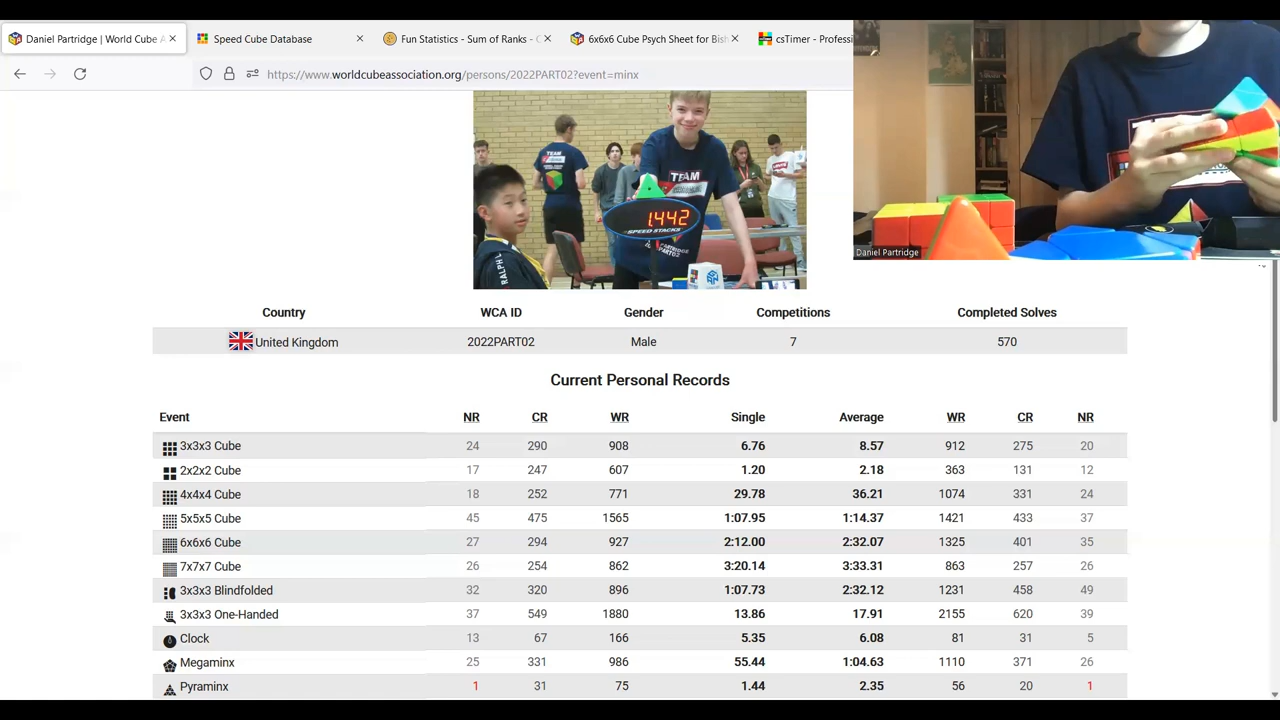 Daniel Partridge | World Cube A
Speed Cube Database
Fun Statistics - Sum of Ranks - C
6x6x6 Cube Psych Sheet for Bish
csTimer - Professi
https://www.worldcubeassociation.org/persons/2022PART02?event=minx
TEAM
TEAM
1.442
SPEED STACKS
PARTRIDGE
RALPH
Daniel Partridge
Country WCA ID Gender Competitions Completed Solves
United Kingdom 2022PART02 Male 7 570
Current Personal Records
Event NR CR WR Single Average WR CR NR
3x3x3 Cube 24 290 908 6.76 8.57 912 275 20
2x2x2 Cube 17 247 607 1.20 2.18 363 131 12
4x4x4 Cube 18 252 771 29.78 36.21 1074 331 24
5x5x5 Cube 45 475 1565 1:07.95 1:14.37 1421 433 37
6x6x6 Cube 27 294 927 2:12.00 2:32.07 1325 401 35
7x7x7 Cube 26 254 862 3:20.14 3:33.31 863 257 26
3x3x3 Blindfolded 32 320 896 1:07.73 2:32.12 1231 458 49
3x3x3 One-Handed 37 549 1880 13.86 17.91 2155 620 39
Clock 13 67 166 5.35 6.08 81 31 5
Megaminx 25 331 986 55.44 1:04.63 1110 371 26
Pyraminx 1 31 75 1.44 2.35 56 20 1